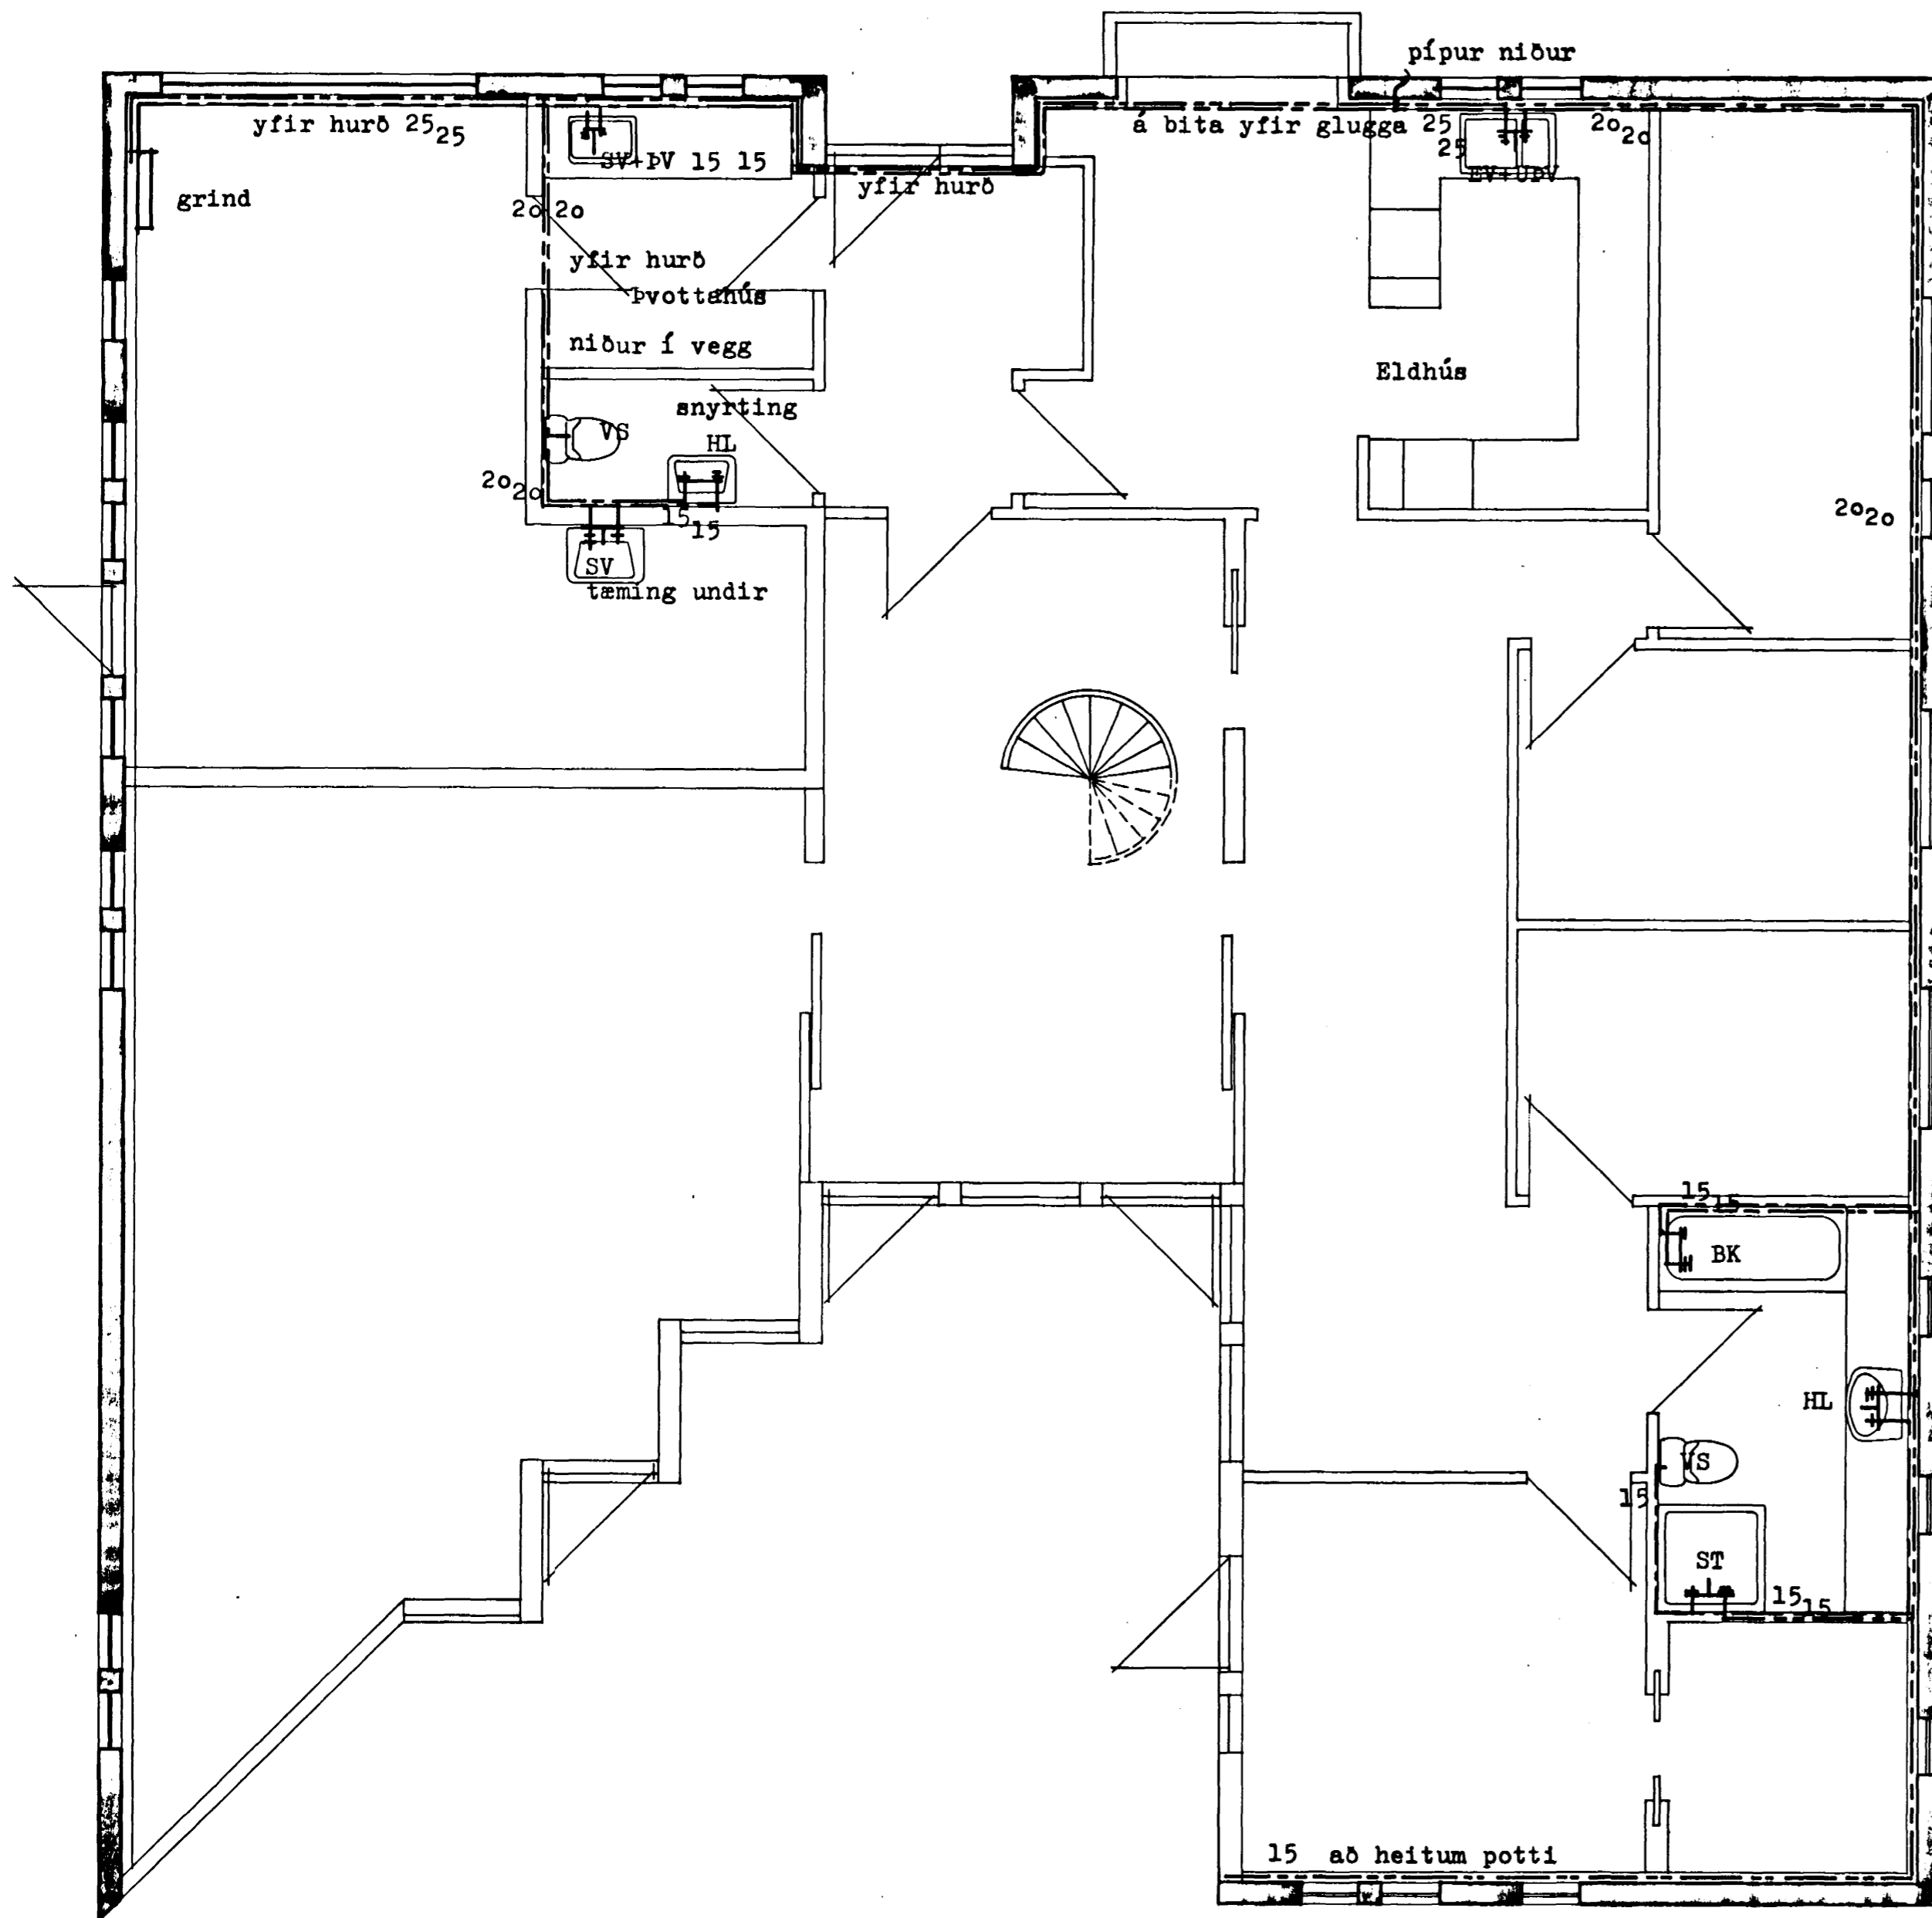 pípur niður
yfir hurð 25 25
á bita yfir glugga 25 25
20 20
SV+ÞV 15 15
EV+UÞV
grind
yfir hurð
20 20
yfir hurð
Þvottahús
niður í vegg
Eldhús
snyrting
VS
HL
20 20
15 15
20 20
SV
tæming undir
15 15
BK
HL
VS
15
ST
15 15
15 að heitum potti